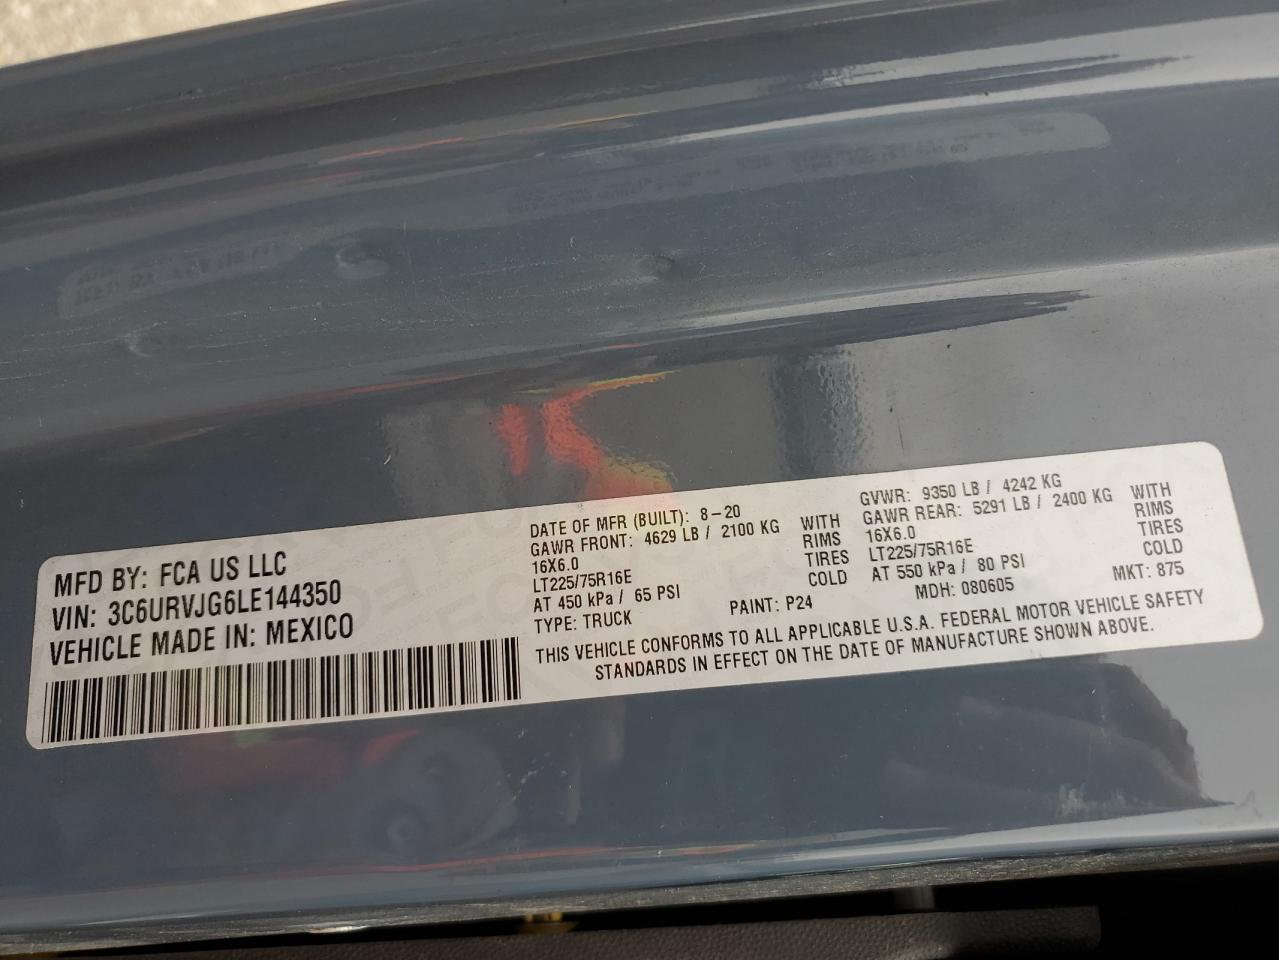 MFD BY: FCA US LLC
VIN: 3C6URVJG6LE144350
VEHICLE MADE IN: MEXICO
DATE OF MFR (BUILT): 8-20
GAWR FRONT: 4629 LB / 2100 KG WITH
16X6.0 RIMS
LT225/75R16E TIRES
AT 450 kPa / 65 PSI COLD
TYPE: TRUCK PAINT: P24
GVWR: 9350 LB / 4242 KG
GAWR REAR: 5291 LB / 2400 KG WITH
16X6.0 RIMS
LT225/75R16E TIRES
AT 550 kPa / 80 PSI COLD
MDH: 080605 MKT: 875
THIS VEHICLE CONFORMS TO ALL APPLICABLE U.S.A. FEDERAL MOTOR VEHICLE SAFETY
STANDARDS IN EFFECT ON THE DATE OF MANUFACTURE SHOWN ABOVE.